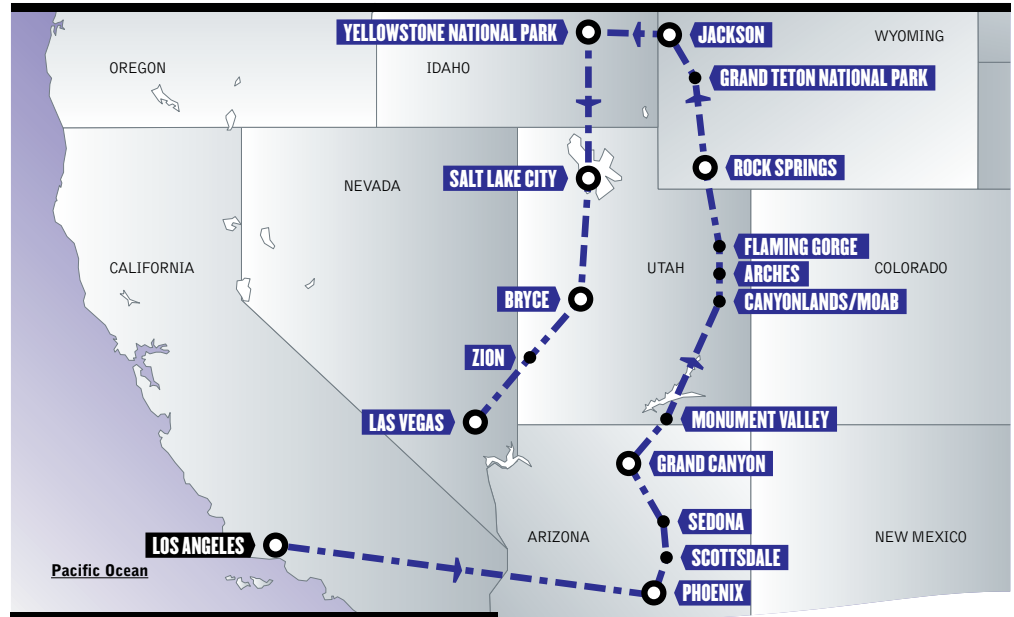 YELLOWSTONE NATIONAL PARK
JACKSON
WYOMING
OREGON
IDAHO
GRAND TETON NATIONAL PARK
ROCK SPRINGS
SALT LAKE CITY
NEVADA
FLAMING GORGE
CALIFORNIA
UTAH
ARCHES
COLORADO
BRYCE
CANYONLANDS/MOAB
ZION
LAS VEGAS
MONUMENT VALLEY
GRAND CANYON
SEDONA
LOS ANGELES
ARIZONA
NEW MEXICO
SCOTTSDALE
Pacific Ocean
PHOENIX